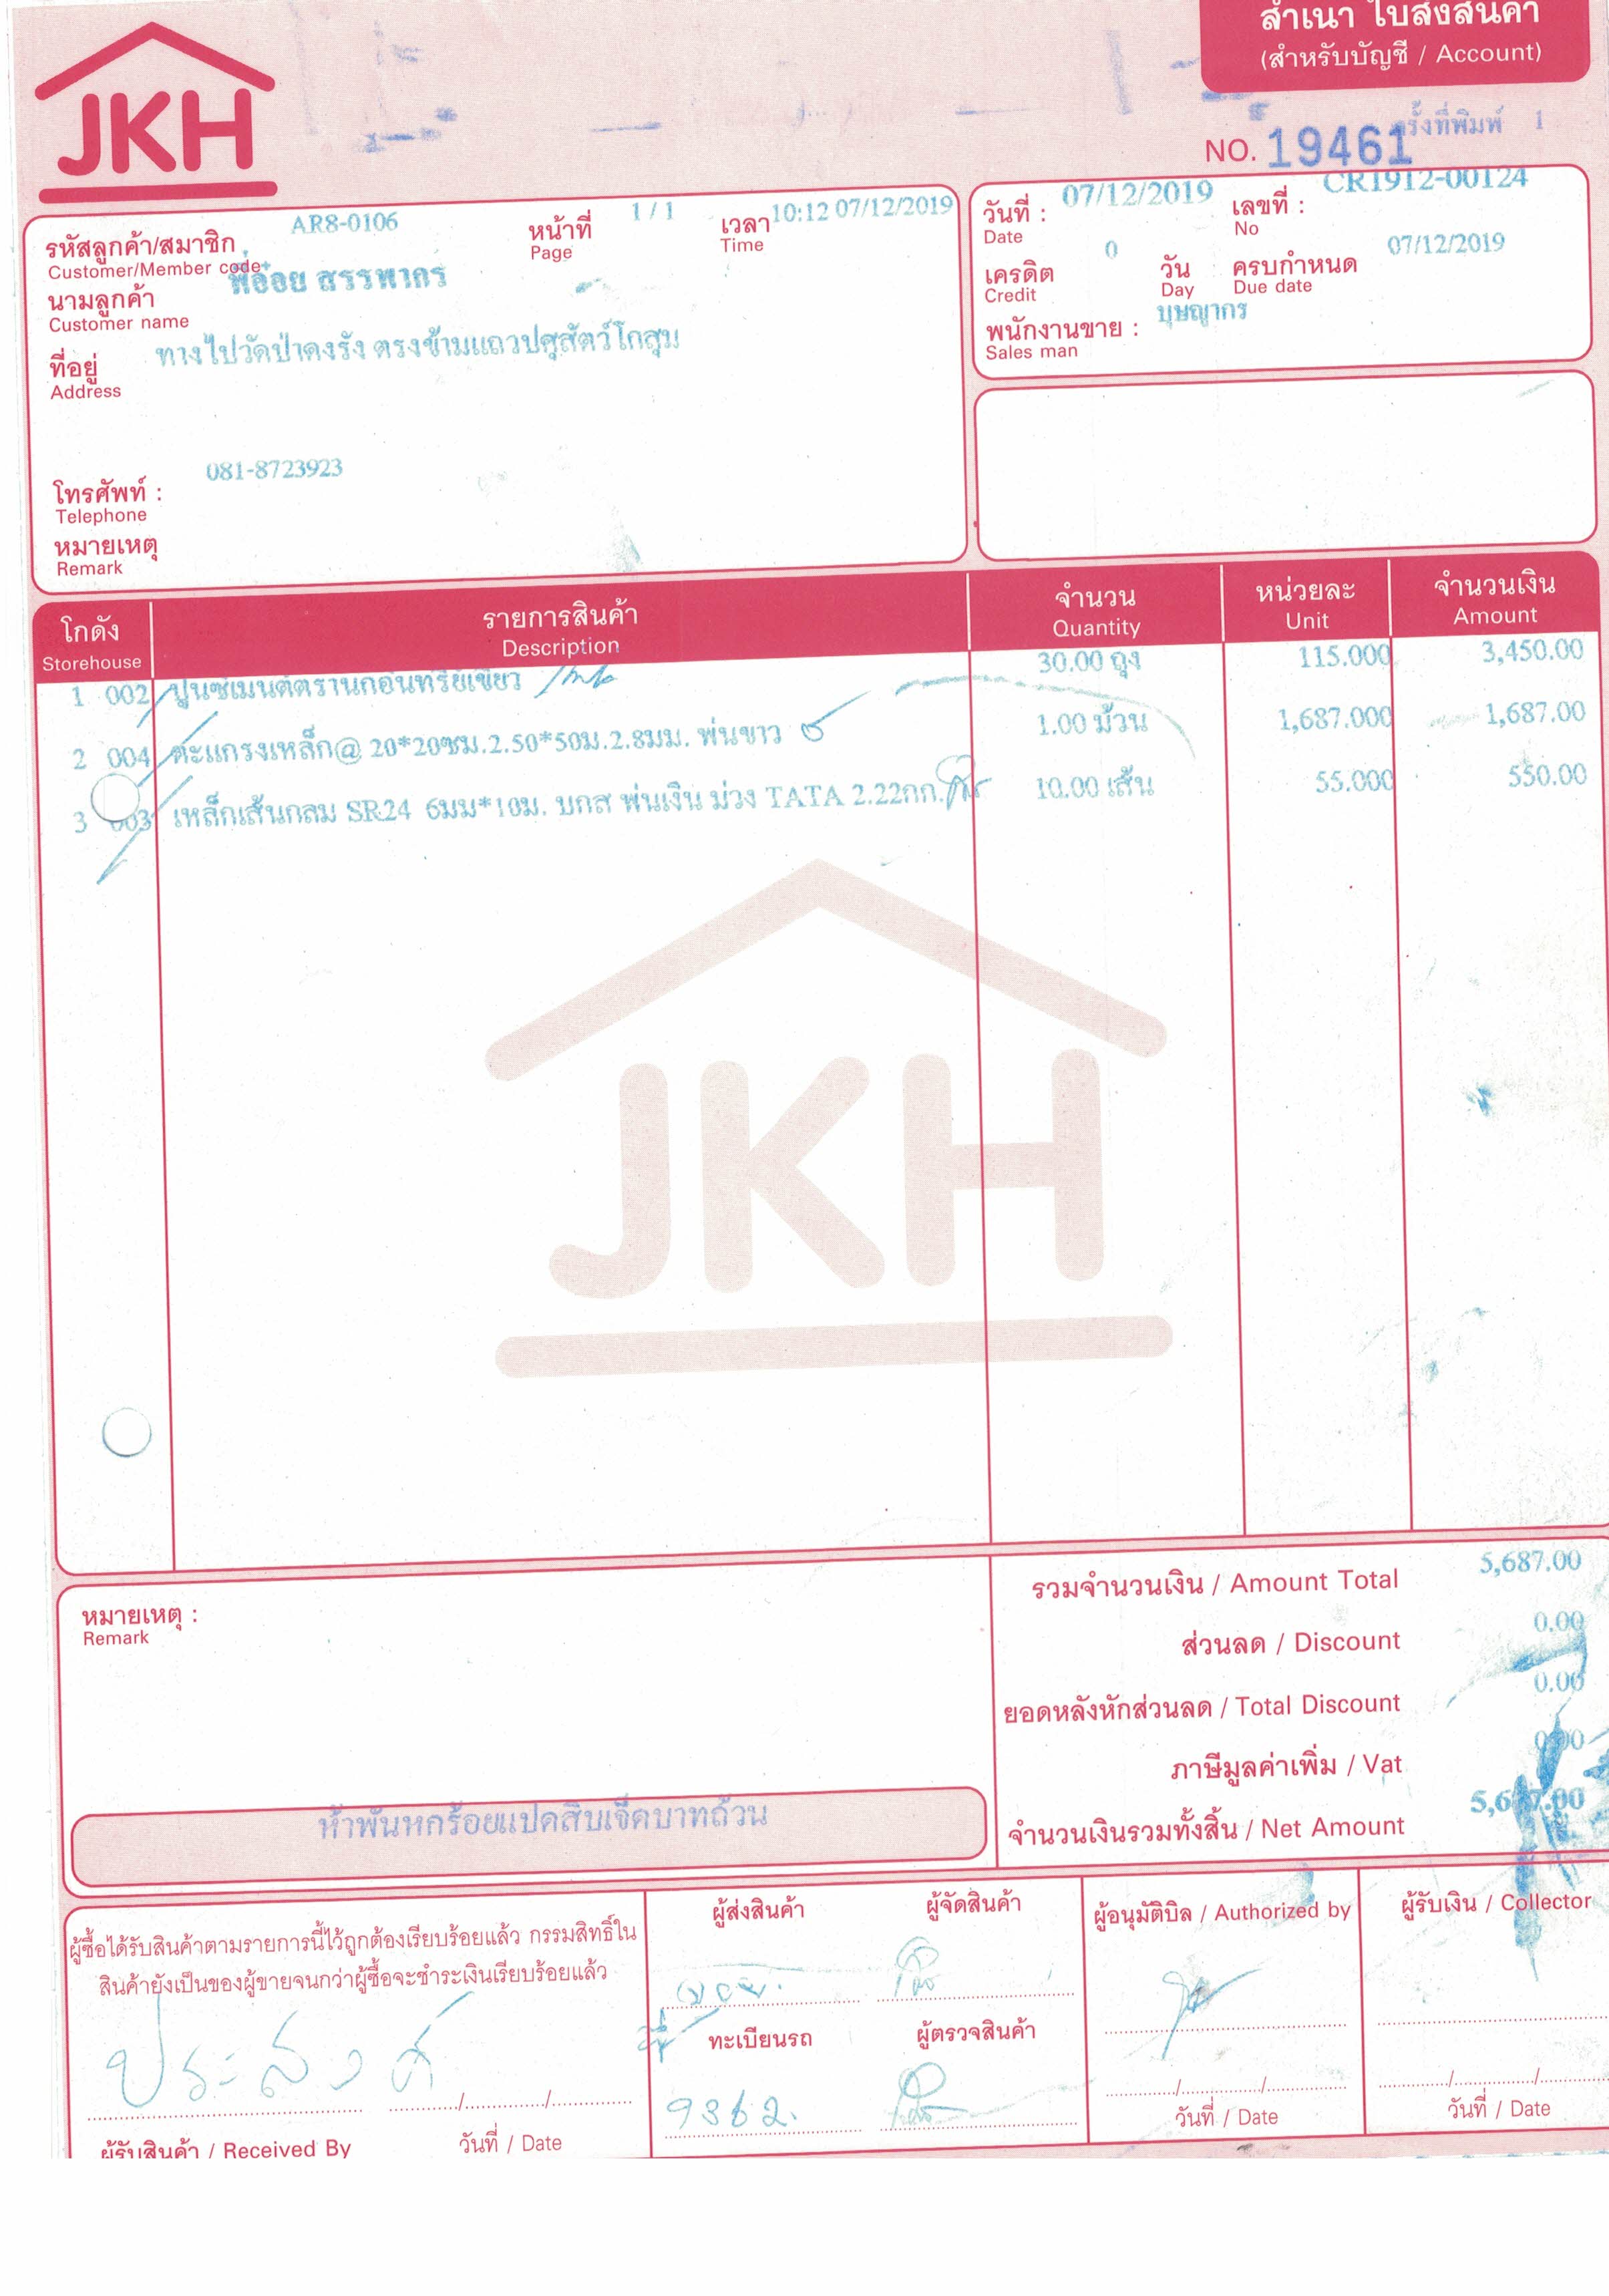 สำเนา ใบส่งสินค้า
(สำหรับบัญชี / Account)
JKH
ครั้งที่พิมพ์ 1
NO. 19461
รหัสลูกค้า/สมาชิก AR8-0106 หน้าที่ 1 / 1 เวลา 10:12 07/12/2019
Customer/Member code Page Time
นามลูกค้า พี่อ๋อย สรรพากร
Customer name
ที่อยู่ ทางไปวัดป่าดงรัง ตรงข้ามแถวปศุสัตว์โกสุม
Address
โทรศัพท์ : 081-8723923
Telephone
หมายเหตุ
Remark
วันที่ : 07/12/2019 เลขที่ : CR1912-00124
Date No
เครดิต 0 วัน ครบกำหนด 07/12/2019
Credit Day Due date
พนักงานขาย : บุษญากร
Sales man
โกดัง รายการสินค้า จำนวน หน่วยละ จำนวนเงิน
Storehouse Description Quantity Unit Amount
1 002 ปูนซีเมนต์ตรานกอินทรีย์เขียว 30.00 ถุง 115.000 3,450.00
2 004 ตะแกรงเหล็ก@ 20*20ซม.2.50*50ม.2.8มม. พ่นขาว 1.00 ม้วน 1,687.000 1,687.00
3 003 เหล็กเส้นกลม SR24 6มม*10ม. บกส พ่นเงิน ม่วง TATA 2.22กก. 10.00 เส้น 55.000 550.00
JKH
รวมจำนวนเงิน / Amount Total 5,687.00
หมายเหตุ :
Remark
ส่วนลด / Discount 0.00
ยอดหลังหักส่วนลด / Total Discount 0.00
ภาษีมูลค่าเพิ่ม / Vat 0.00
ห้าพันหกร้อยแปดสิบเจ็ดบาทถ้วน
จำนวนเงินรวมทั้งสิ้น / Net Amount 5,687.00
ผู้ซื้อได้รับสินค้าตามรายการนี้ไว้ถูกต้องเรียบร้อยแล้ว กรรมสิทธิ์ใน
สินค้ายังเป็นของผู้ขายจนกว่าผู้ซื้อจะชำระเงินเรียบร้อยแล้ว
ประสงค์
ผู้รับสินค้า / Received By วันที่ / Date
ผู้ส่งสินค้า ผู้จัดสินค้า
ทะเบียนรถ ผู้ตรวจสินค้า
9362.
ผู้อนุมัติบิล / Authorized by
วันที่ / Date
ผู้รับเงิน / Collector
วันที่ / Date